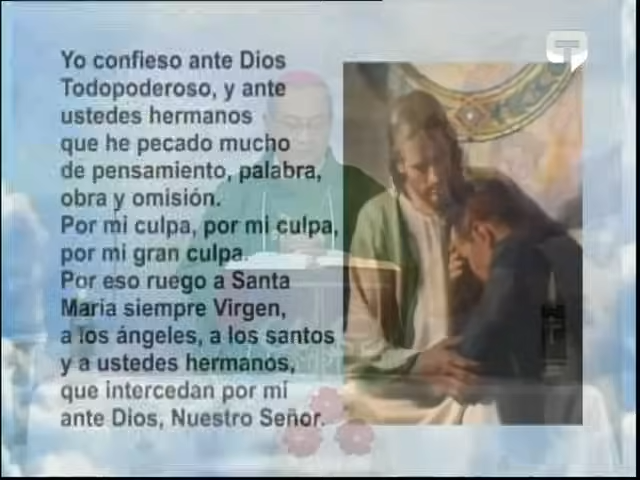 Yo confieso ante Dios
Todopoderoso, y ante
ustedes hermanos
que he pecado mucho
de pensamiento, palabra,
obra y omisión.
Por mi culpa, por mi culpa,
por mi gran culpa.
Por eso ruego a Santa
María siempre Virgen,
a los ángeles, a los santos
y a ustedes hermanos,
que intercedan por mi
ante Dios, Nuestro Señor.